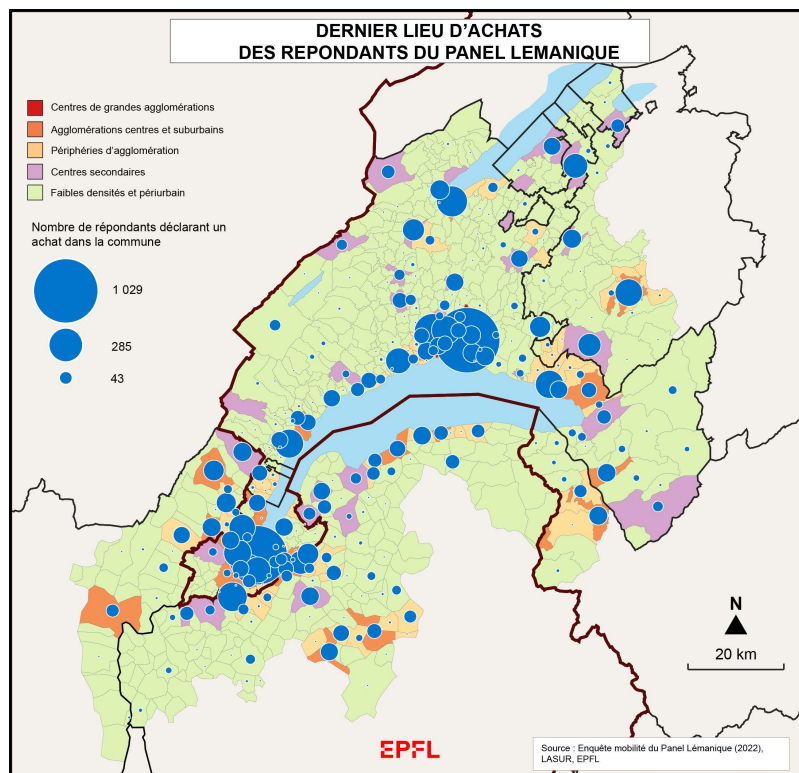 DERNIER LIEU D'ACHATS
DES REPONDANTS DU PANEL LEMANIQUE
Centres de grandes agglomérations
Agglomérations centres et suburbains
Périphéries d'agglomération
Centres secondaires
Faibles densités et périurbain
Nombre de répondants déclarant un
achat dans la commune
1 029
285
43
N
20 km
EPFL
Source : Enquête mobilité du Panel Lémanique (2022),
LASUR, EPFL